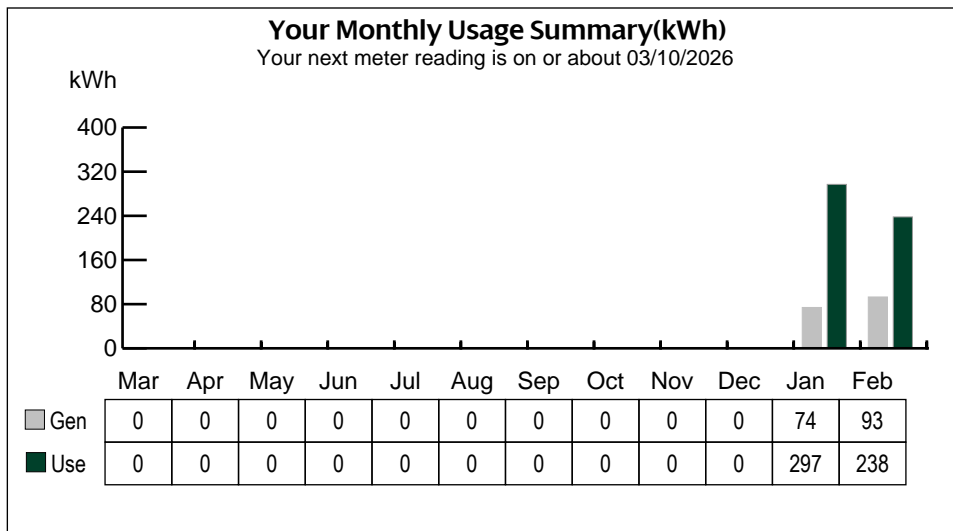 Your Monthly Usage Summary(kWh)
Your next meter reading is on or about 03/10/2026
kWh
400
320
240
160
80
0
Mar Apr May Jun Jul Aug Sep Oct Nov Dec Jan Feb
Gen 0 0 0 0 0 0 0 0 0 0 74 93
Use 0 0 0 0 0 0 0 0 0 0 297 238